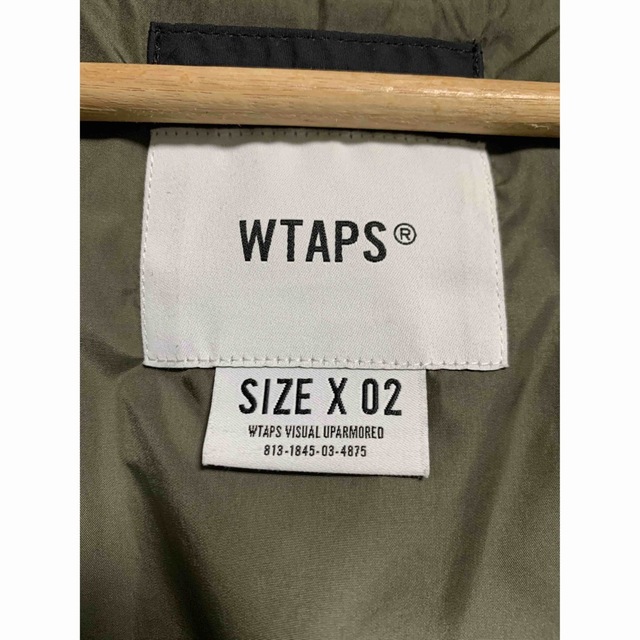 WTAPS®
SIZE X 02
WTAPS VISUAL UPARMORED
813-1845-03-4875